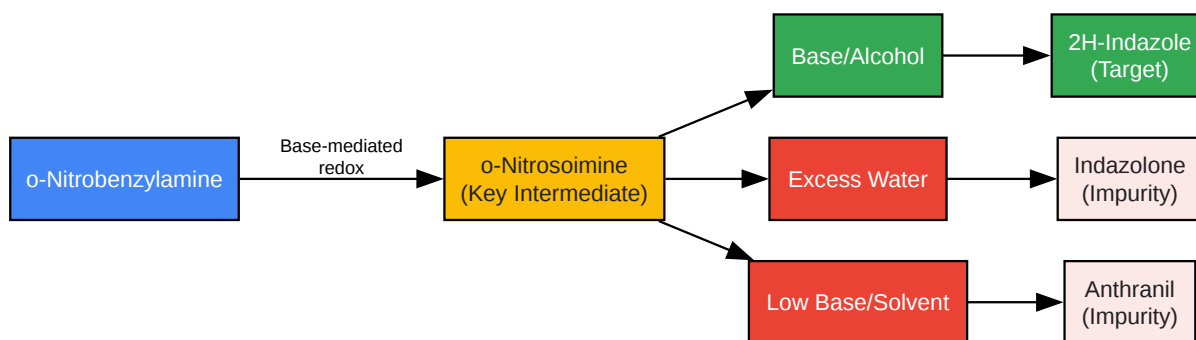 o-Nitrobenzylamine
Base-mediated
redox
o-Nitrosoimine
(Key Intermediate)
Base/Alcohol
2H-Indazole
(Target)
Excess Water
Indazolone
(Impurity)
Low Base/Solvent
Anthranil
(Impurity)